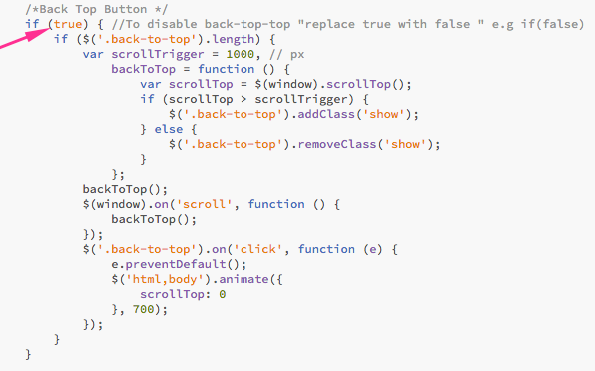 /*Back Top Button */
if (true) { //To disable back-top-top "replace true with false " e.g if(false)
if ($('.back-to-top').length) {
var scrollTrigger = 1000, // px
backToTop = function () {
var scrollTop = $(window).scrollTop();
if (scrollTop > scrollTrigger) {
$('.back-to-top').addClass('show');
} else {
$('.back-to-top').removeClass('show');
}
};
backToTop();
$(window).on('scroll', function () {
backToTop();
});
$('.back-to-top').on('click', function (e) {
e.preventDefault();
$('html,body').animate({
scrollTop: 0
}, 700);
});
}
}